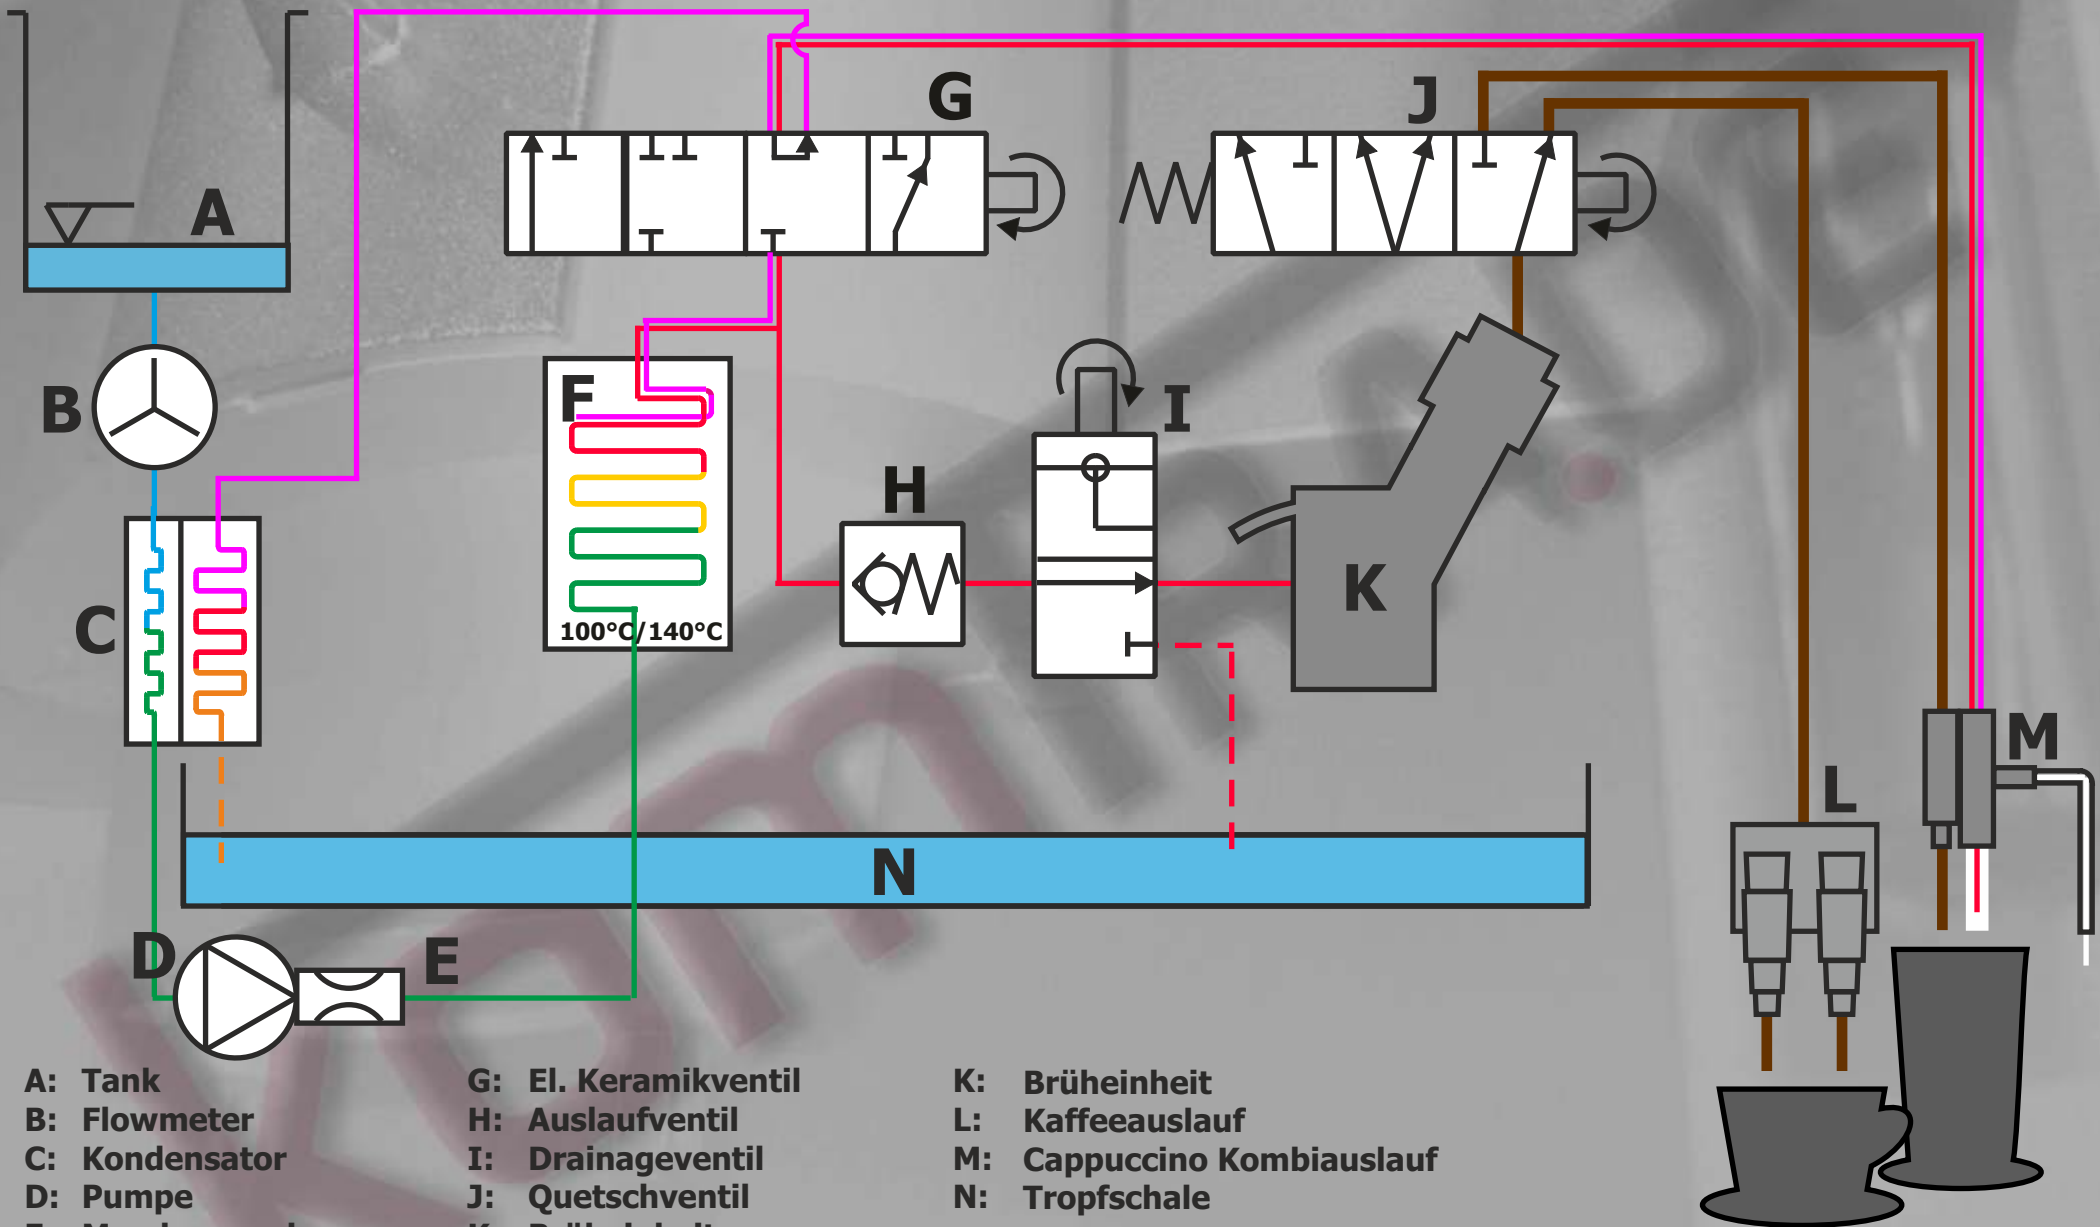 A
B
C
D
E
F
100°C/140°C
G
H
I
J
K
L
M
N
A: Tank
B: Flowmeter
C: Kondensator
D: Pumpe
G: El. Keramikventil
H: Auslaufventil
I: Drainageventil
J: Quetschventil
K: Brüheinheit
L: Kaffeeauslauf
M: Cappuccino Kombiauslauf
N: Tropfschale